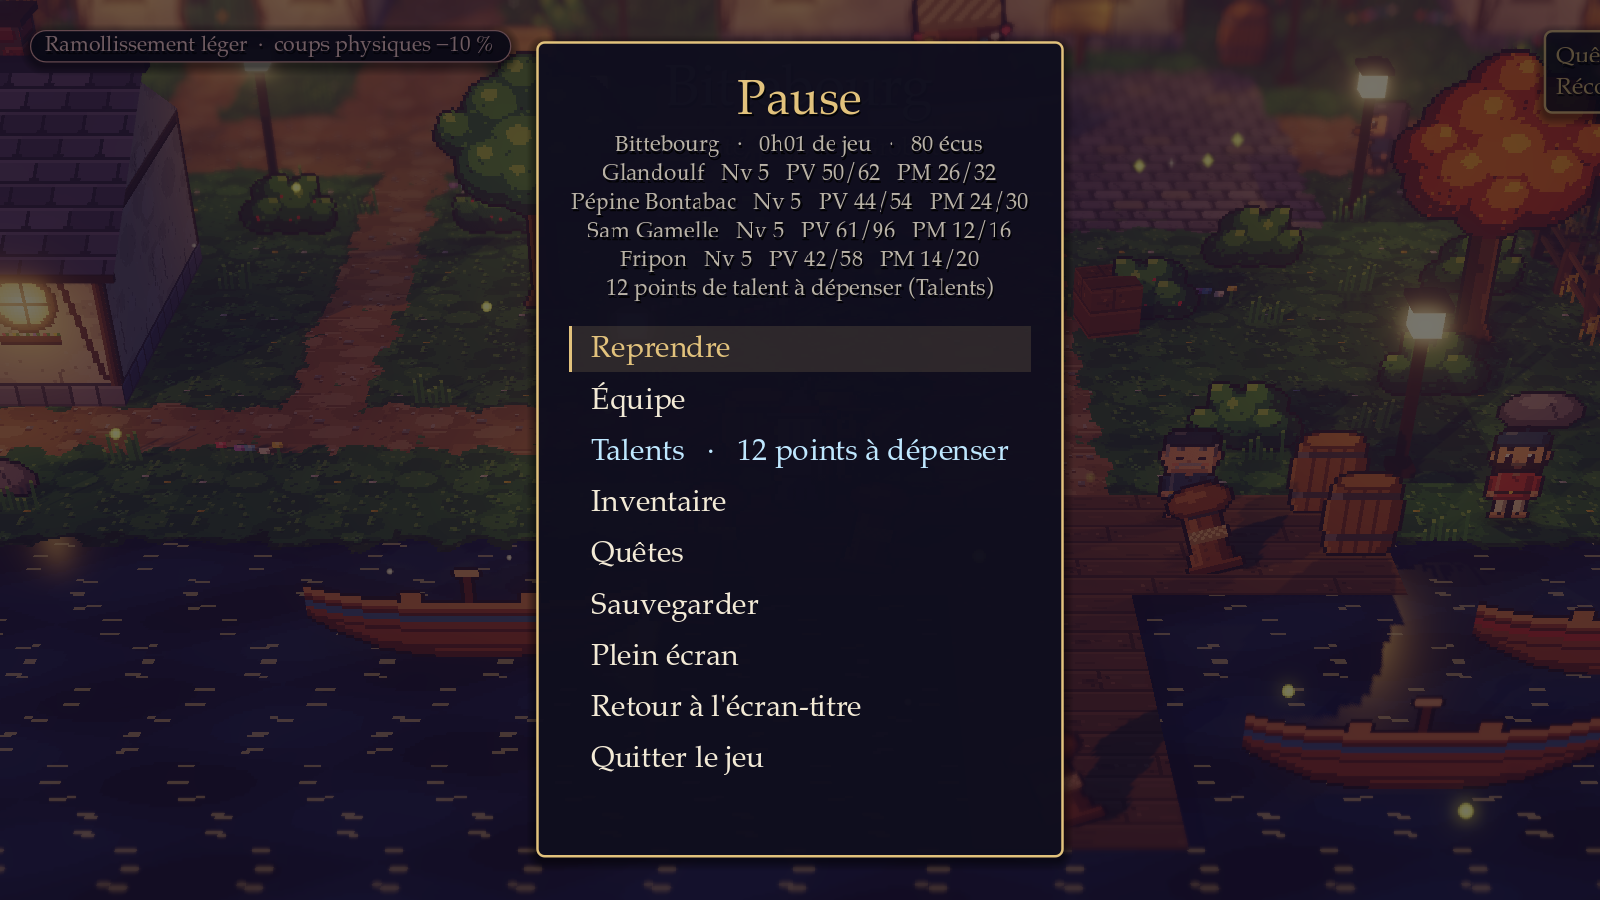 Ramollissement léger · coups physiques −10 %
Pause
Bittebourg · 0h01 de jeu · 80 écus
Glandoulf Nv 5 PV 50/62 PM 26/32
Pépine Bontabac Nv 5 PV 44/54 PM 24/30
Sam Gamelle Nv 5 PV 61/96 PM 12/16
Fripon Nv 5 PV 42/58 PM 14/20
12 points de talent à dépenser (Talents)
Reprendre
Équipe
Talents · 12 points à dépenser
Inventaire
Quêtes
Sauvegarder
Plein écran
Retour à l'écran-titre
Quitter le jeu
Quê
Réc